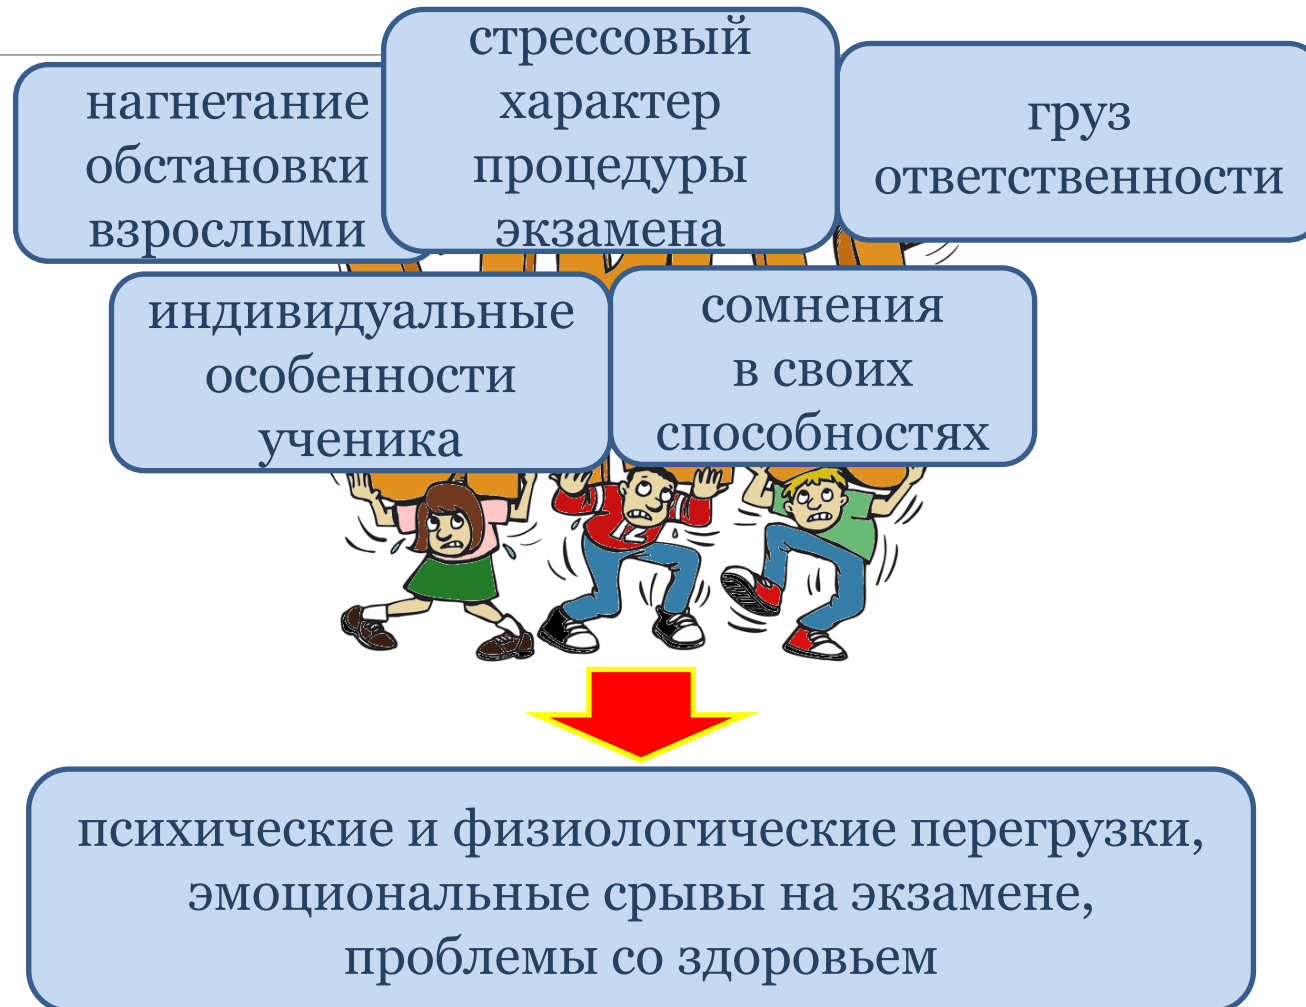 нагнетание
обстановки
взрослыми
стрессовый
характер
процедуры
экзамена
груз
ответственности
индивидуальные
особенности
ученика
сомнения
в своих
способностях
психические и физиологические перегрузки,
эмоциональные срывы на экзамене,
проблемы со здоровьем